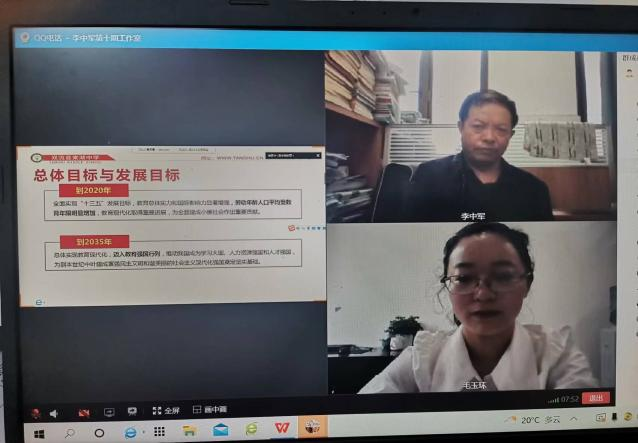 QQ电话 - 李中军第十期工作室
总体目标与发展目标
到2020年
全面实现“十三五”发展目标，教育总体实力和国际影响力显著增强，劳动年龄人口平均受教
育年限明显增加，教育现代化取得重要进展，为全面建成小康社会作出重要贡献。
到2035年
总体实现教育现代化，迈入教育强国行列，推动我国成为学习大国、人力资源强国和人才强国，
为到本世纪中叶建成富强民主文明和谐美丽的社会主义现代化强国奠定坚实基础。
李中军
毛玉环
全屏
画中画
07:52
退出
20°C 多云